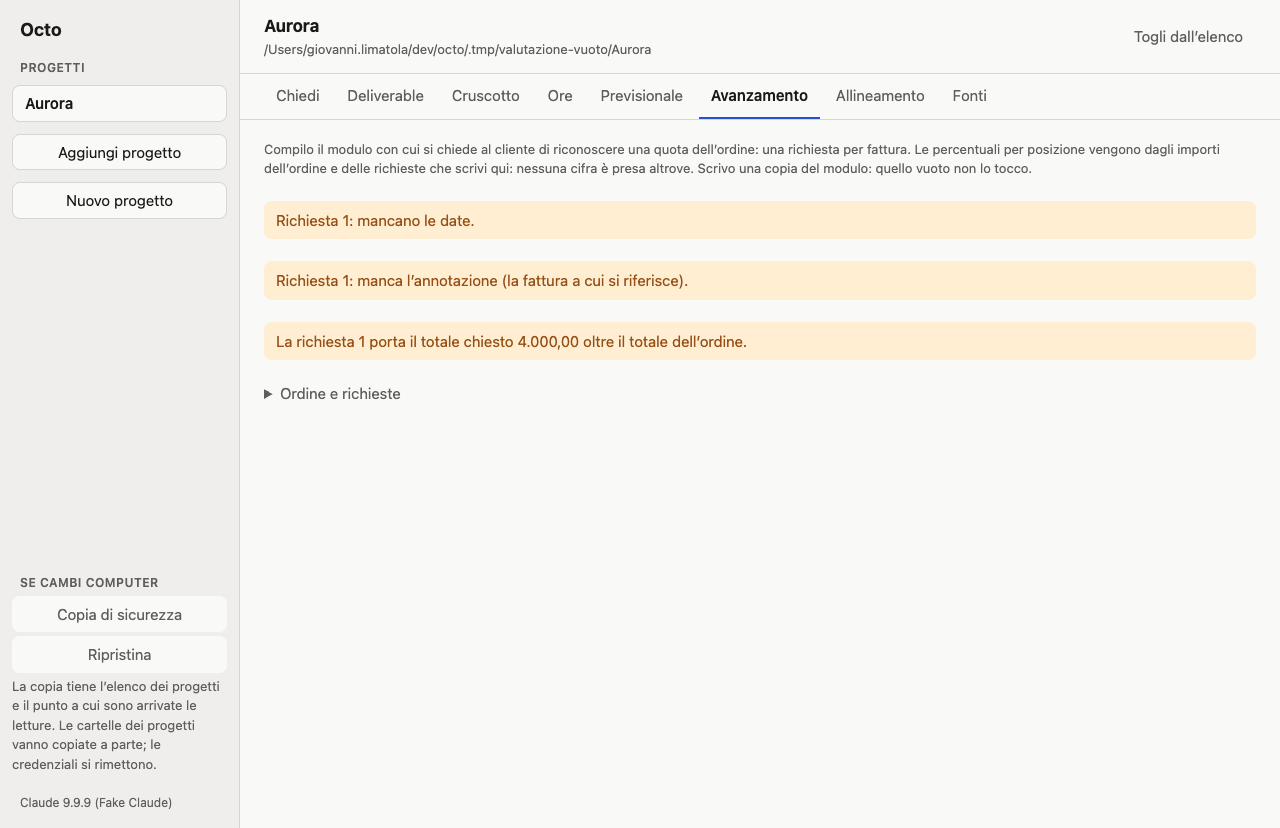 Octo
PROGETTI
Aurora
Aggiungi progetto
Nuovo progetto
SE CAMBI COMPUTER
Copia di sicurezza
Ripristina
La copia tiene l’elenco dei progetti
e il punto a cui sono arrivate le
letture. Le cartelle dei progetti
vanno copiate a parte; le
credenziali si rimettono.
Claude 9.9.9 (Fake Claude)
Aurora
/Users/giovanni.limatola/dev/octo/.tmp/valutazione-vuoto/Aurora
Togli dall’elenco
Chiedi Deliverable Cruscotto Ore Previsionale Avanzamento Allineamento Fonti
Compilo il modulo con cui si chiede al cliente di riconoscere una quota dell’ordine: una richiesta per fattura. Le percentuali per posizione vengono dagli importi
dell’ordine e delle richieste che scrivi qui: nessuna cifra è presa altrove. Scrivo una copia del modulo: quello vuoto non lo tocco.
Richiesta 1: mancano le date.
Richiesta 1: manca l’annotazione (la fattura a cui si riferisce).
La richiesta 1 porta il totale chiesto 4.000,00 oltre il totale dell’ordine.
Ordine e richieste